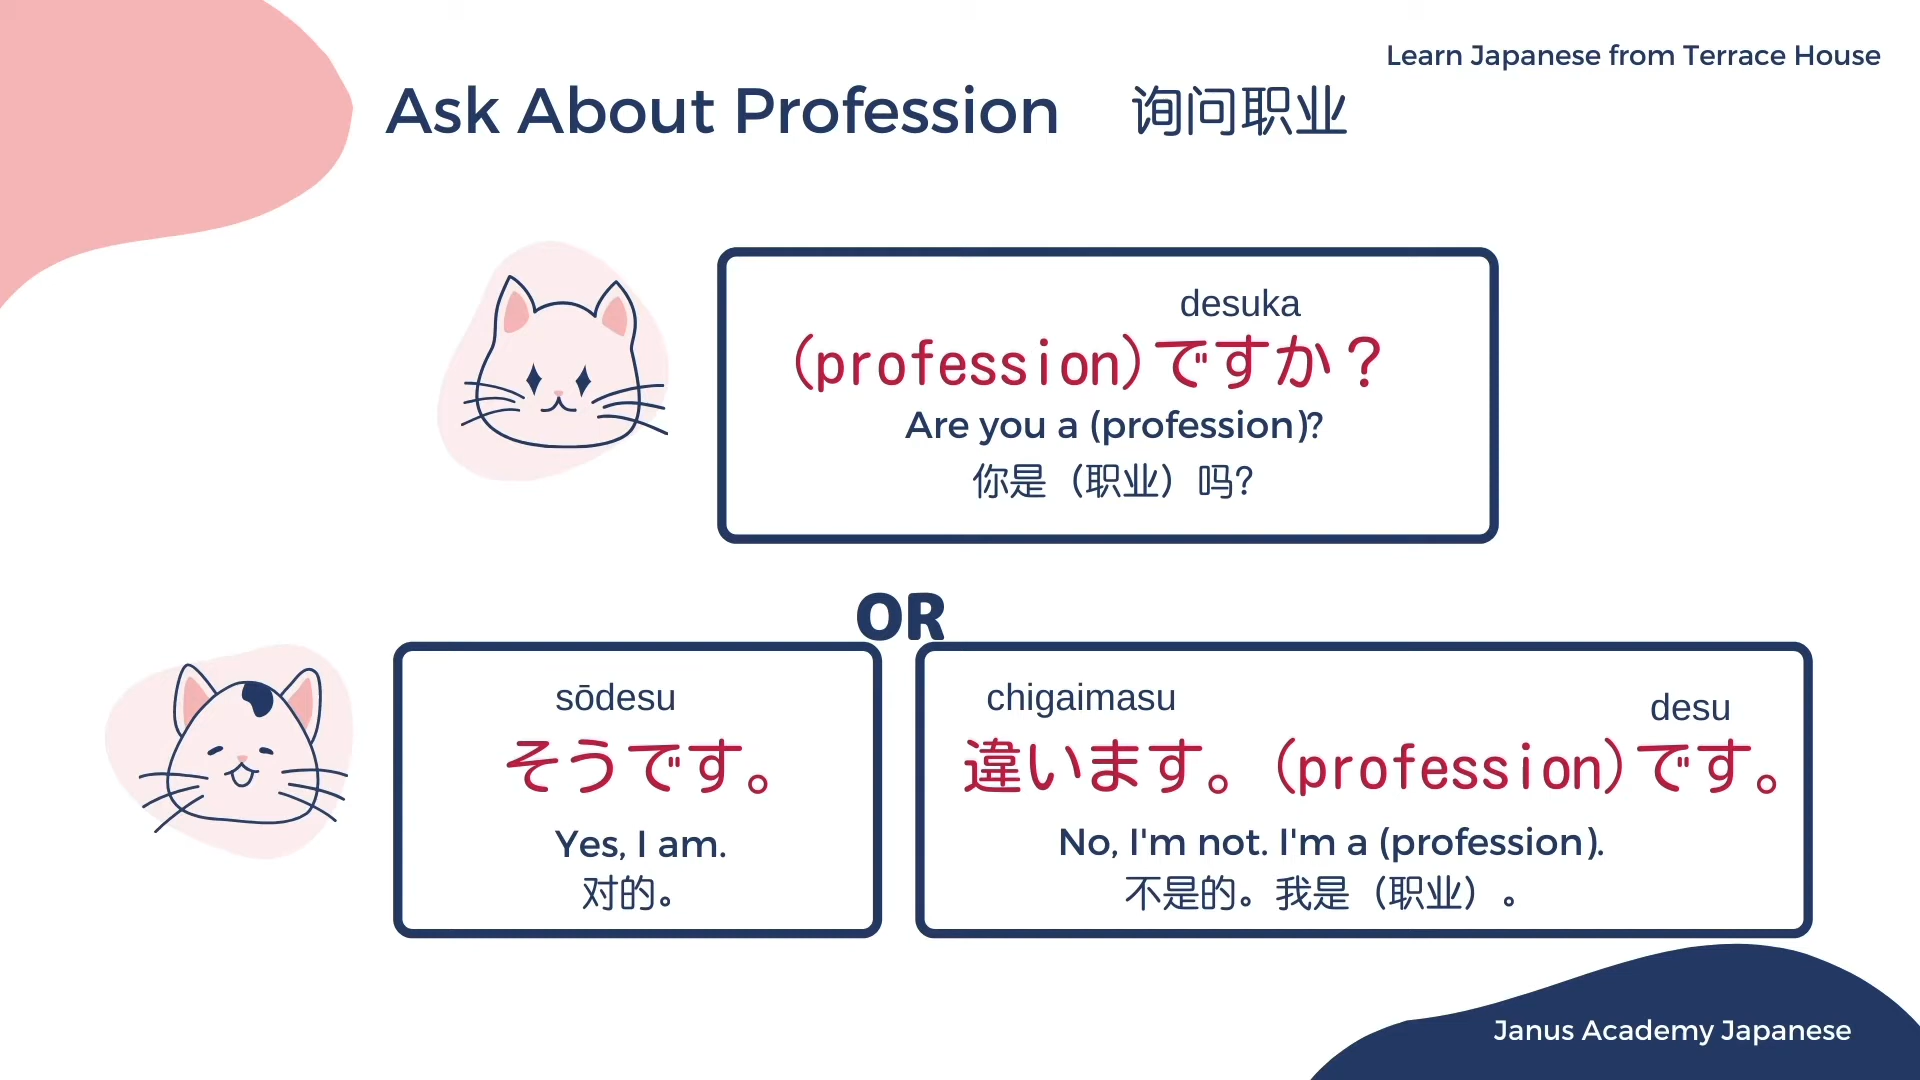 Learn Japanese from Terrace House
Ask About Profession 询问职业
desuka
(profession)ですか？
Are you a (profession)?
你是（职业）吗?
OR
sōdesu
そうです。
Yes, I am.
对的。
chigaimasu desu
違います。(profession)です。
No, I'm not. I'm a (profession).
不是的。我是（职业）。
Janus Academy Japanese